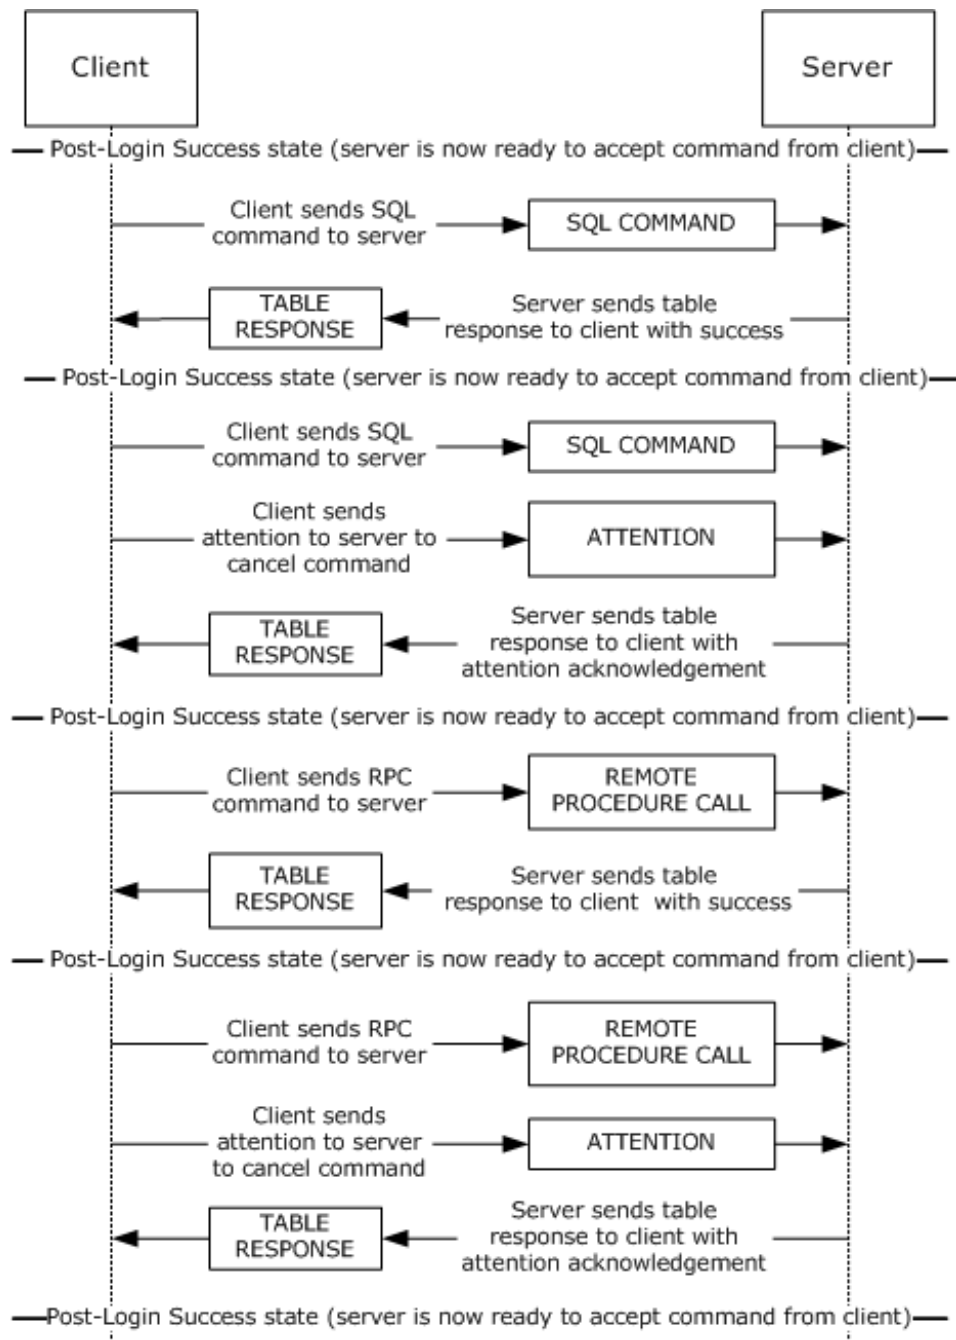 Client
Server
Post-Login Success state (server is now ready to accept command from client)
Client sends SQL
command to server
SQL COMMAND
TABLE
RESPONSE
Server sends table
response to client with success
Post-Login Success state (server is now ready to accept command from client)
Client sends SQL
command to server
SQL COMMAND
Client sends
attention to server to
cancel command
ATTENTION
TABLE
RESPONSE
Server sends table
response to client with
attention acknowledgement
Post-Login Success state (server is now ready to accept command from client)
Client sends RPC
command to server
REMOTE
PROCEDURE CALL
TABLE
RESPONSE
Server sends table
response to client with success
Post-Login Success state (server is now ready to accept command from client)
Client sends RPC
command to server
REMOTE
PROCEDURE CALL
Client sends
attention to server
to cancel command
ATTENTION
TABLE
RESPONSE
Server sends table
response to client with
attention acknowledgement
Post-Login Success state (server is now ready to accept command from client)